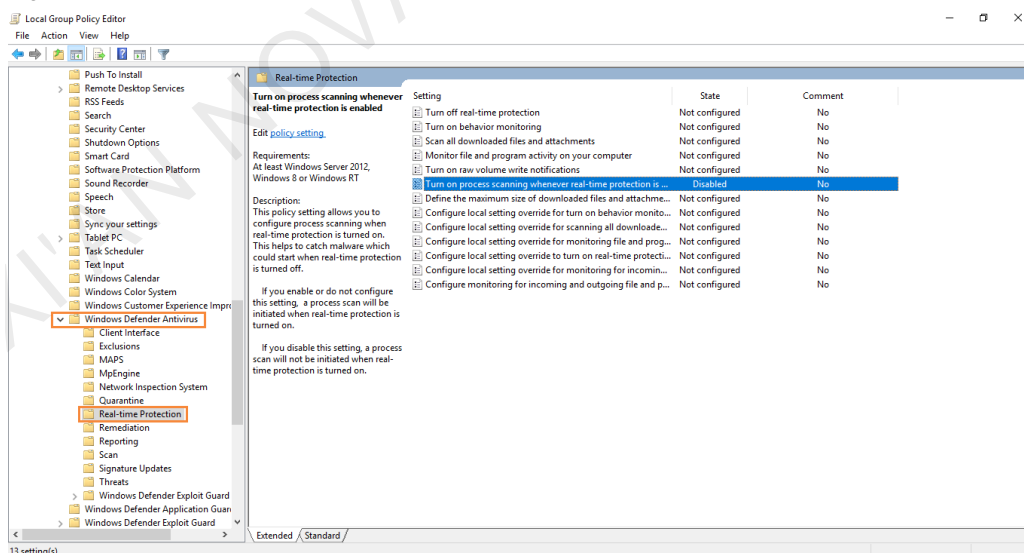 Local Group Policy Editor
File Action View Help
Push To Install
Remote Desktop Services
RSS Feeds
Search
Security Center
Shutdown Options
Smart Card
Software Protection Platform
Sound Recorder
Speech
Store
Sync your settings
Tablet PC
Task Scheduler
Text Input
Windows Calendar
Windows Color System
Windows Customer Experience Impro
Windows Defender Antivirus
Client Interface
Exclusions
MAPS
MpEngine
Network Inspection System
Quarantine
Real-time Protection
Remediation
Reporting
Scan
Signature Updates
Threats
Windows Defender Exploit Guard
Windows Defender Application Guar
Windows Defender Exploit Guard
Real-time Protection
Turn on process scanning whenever
real-time protection is enabled
Edit policy setting
Requirements:
At least Windows Server 2012,
Windows 8 or Windows RT
Description:
This policy setting allows you to
configure process scanning when
real-time protection is turned on.
This helps to catch malware which
could start when real-time protection
is turned off.
If you enable or do not configure
this setting, a process scan will be
initiated when real-time protection is
turned on.
If you disable this setting, a process
scan will not be initiated when real-
time protection is turned on.
Setting State Comment
Turn off real-time protection Not configured No
Turn on behavior monitoring Not configured No
Scan all downloaded files and attachments Not configured No
Monitor file and program activity on your computer Not configured No
Turn on raw volume write notifications Not configured No
Turn on process scanning whenever real-time protection is ... Disabled No
Define the maximum size of downloaded files and attachme... Not configured No
Configure local setting override for turn on behavior monito... Not configured No
Configure local setting override for scanning all downloade... Not configured No
Configure local setting override for monitoring file and prog... Not configured No
Configure local setting override to turn on real-time protecti... Not configured No
Configure local setting override for monitoring for incomin... Not configured No
Configure monitoring for incoming and outgoing file and p... Not configured No
Extended Standard
13 setting(s)
XI'AN NOVA